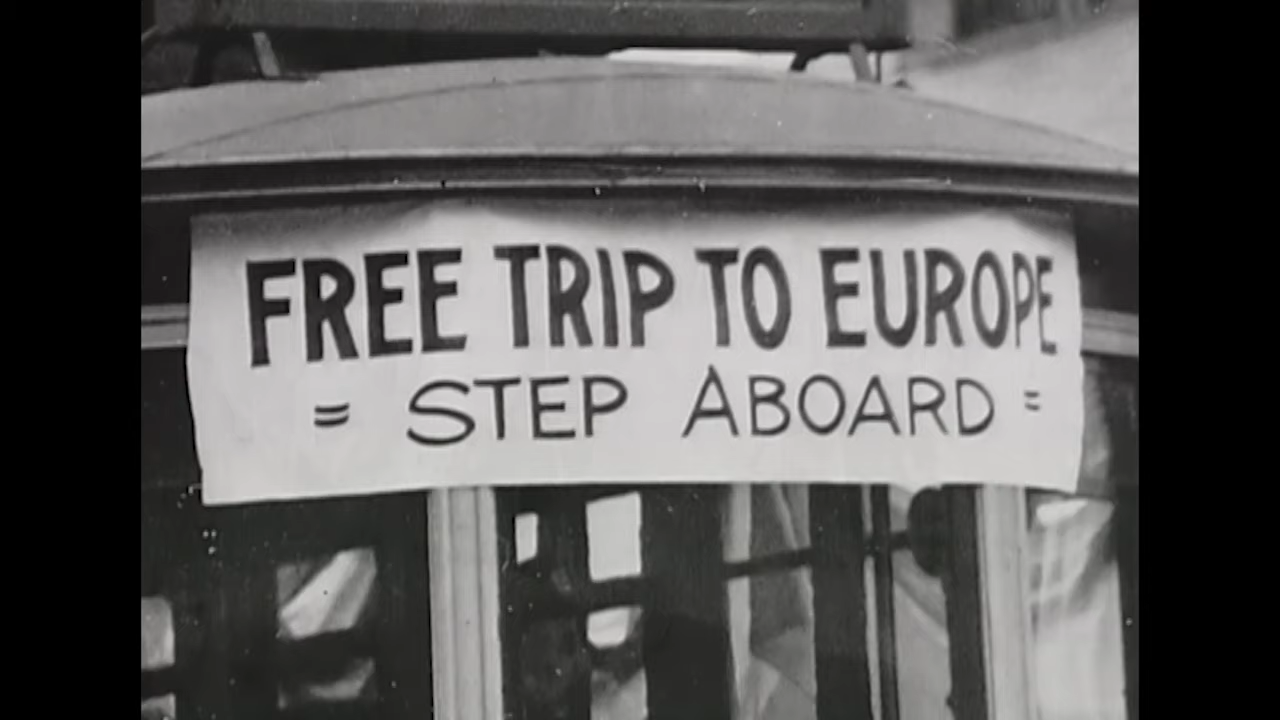 FREE TRIP TO EUROPE
= STEP ABOARD =